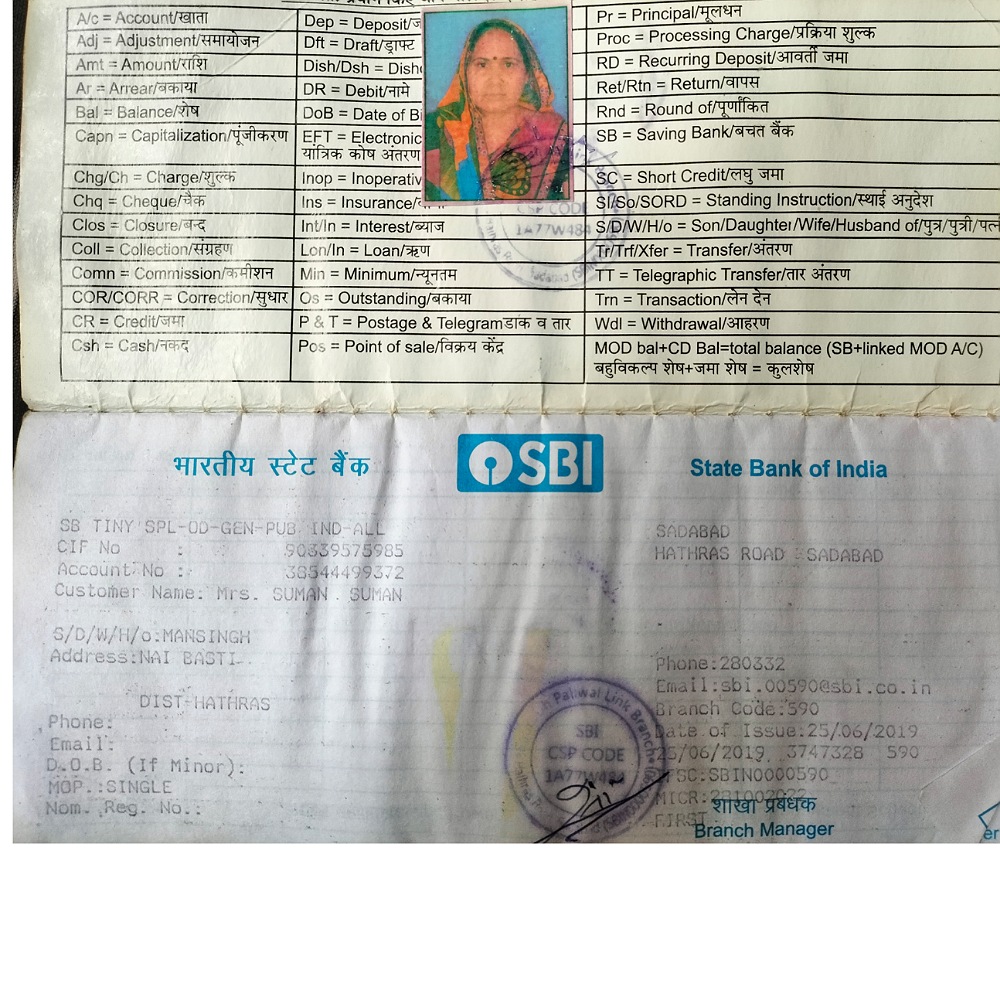 A/c = Account/खाता
Adj = Adjustment/समायोजन
Amt = Amount/राशि
Ar = Arrear/बकाया
Bal = Balance/शेष
Capn = Capitalization/पूंजीकरण
Chg/Ch = Charge/शुल्क
Chq = Cheque/चैक
Clos = Closure/बन्द
Coll = Collection/संग्रहण
Comn = Commission/कमीशन
COR/CORR = Correction/सुधार
CR = Credit/जमा
Csh = Cash/नकद
Dep = Deposit/ज
Dft = Draft/ड्राफ्ट
Dish/Dsh = Dish
DR = Debit/नामे
DoB = Date of Bi
EFT = Electronic
यांत्रिक कोष अंतरण
Inop = Inoperativ
Ins = Insurance/
Int/In = Interest/ब्याज
Lon/In = Loan/ऋण
Min = Minimum/न्यूनतम
Os = Outstanding/बकाया
P & T = Postage & Telegramडाक व तार
Pos = Point of sale/विक्रय केंद्र
Pr = Principal/मूलधन
Proc = Processing Charge/प्रक्रिया शुल्क
RD = Recurring Deposit/आवर्ती जमा
Ret/Rtn = Return/वापस
Rnd = Round of/पूर्णांकित
SB = Saving Bank/बचत बैंक
SC = Short Credit/लघु जमा
SI/So/SORD = Standing Instruction/स्थाई अनुदेश
S/D/W/H/o = Son/Daughter/Wife/Husband of/पुत्र/पुत्री/पत्न
Tr/Trf/Xfer = Transfer/अंतरण
TT = Telegraphic Transfer/तार अंतरण
Trn = Transaction/लेन देन
Wdl = Withdrawal/आहरण
MOD bal+CD Bal=total balance (SB+linked MOD A/C)
बहुविकल्प शेष+जमा शेष = कुलशेष
CSP CODE
1A77W484
भारतीय स्टेट बैंक
SBI
State Bank of India
SB TINY SPL-OD-GEN-PUB IND-ALL
CIF No : 90339575985
Account No : 38544499372
Customer Name: Mrs. SUMAN . SUMAN
S/D/W/H/o:MANSINGH
Address:NAI BASTI
DIST-HATHRAS
Phone:
Email:
D.O.B. (If Minor):
MOP.:SINGLE
Nom. Reg. No.:
SADABAD
HATHRAS ROAD SADABAD
Phone:280332
Email:sbi.00590@sbi.co.in
Branch Code:590
Date of Issue:25/06/2019
25/06/2019 3747328 590
IFSC:SBIN0000590
MICR:
FIRST
शाखा प्रबंधक
Branch Manager
Paliwal Link Branch
SBI
CSP CODE
1A77W484